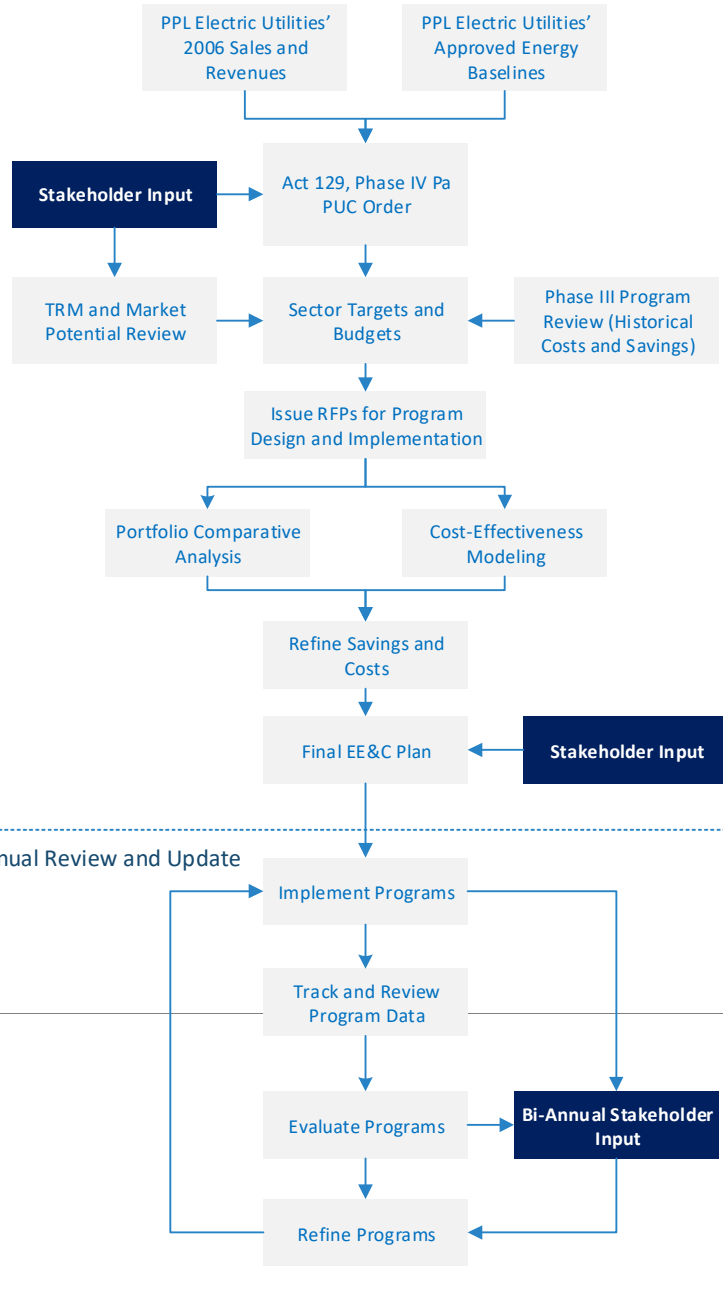 PPL Electric Utilities’
2006 Sales and
Revenues
PPL Electric Utilities’
Approved Energy
Baselines
Stakeholder Input
Act 129, Phase IV Pa
PUC Order
TRM and Market
Potential Review
Sector Targets and
Budgets
Phase III Program
Review (Historical
Costs and Savings)
Issue RFPs for Program
Design and Implementation
Portfolio Comparative
Analysis
Cost-Effectiveness
Modeling
Refine Savings and
Costs
Final EE&C Plan
Stakeholder Input
nual Review and Update
Implement Programs
Track and Review
Program Data
Evaluate Programs
Bi-Annual Stakeholder
Input
Refine Programs